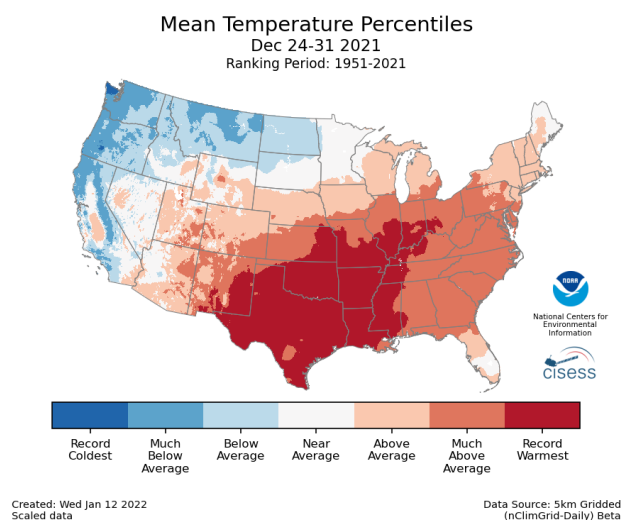 Mean Temperature Percentiles
Dec 24-31 2021
Ranking Period: 1951-2021
NOAA
National Centers for
Environmental
Information
cisess
Record
Coldest
Much
Below
Average
Below
Average
Near
Average
Above
Average
Much
Above
Average
Record
Warmest
Created: Wed Jan 12 2022
Scaled data
Data Source: 5km Gridded
(nClimGrid-Daily) Beta